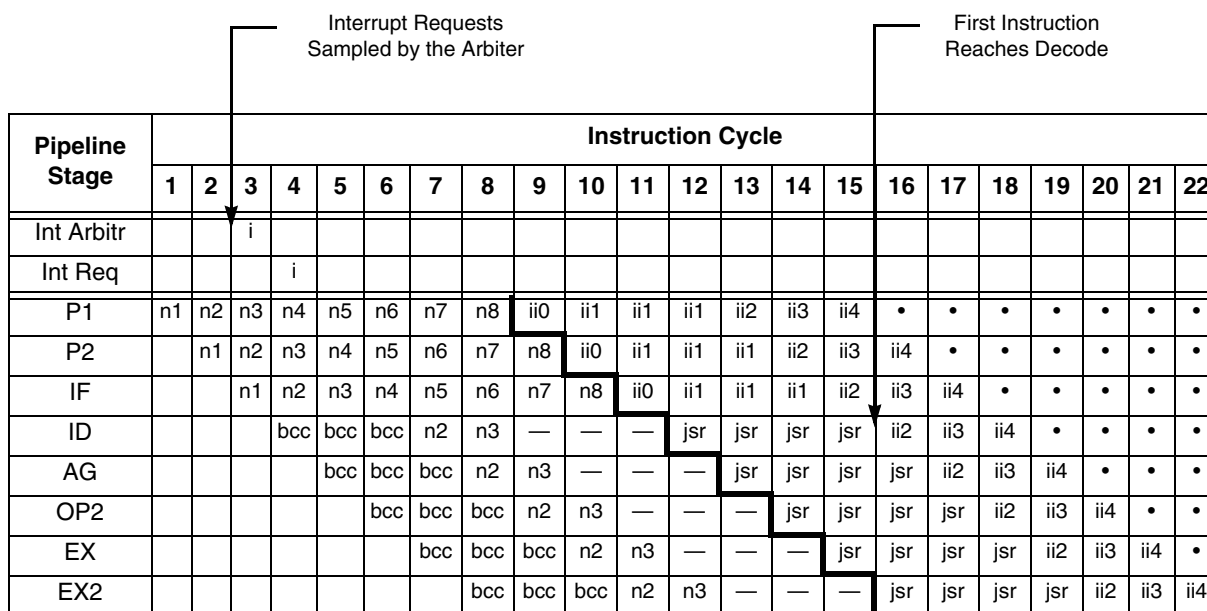 Interrupt Requests
Sampled by the Arbiter
First Instruction
Reaches Decode
Pipeline Stage Instruction Cycle
1 2 3 4 5 6 7 8 9 10 11 12 13 14 15 16 17 18 19 20 21 22
Int Arbitr i
Int Req i
P1 n1 n2 n3 n4 n5 n6 n7 n8 ii0 ii1 ii1 ii1 ii2 ii3 ii4 • • • • • • •
P2 n1 n2 n3 n4 n5 n6 n7 n8 ii0 ii1 ii1 ii1 ii2 ii3 ii4 • • • • • •
IF n1 n2 n3 n4 n5 n6 n7 n8 ii0 ii1 ii1 ii1 ii2 ii3 ii4 • • • • •
ID bcc bcc bcc n2 n3 — — — jsr jsr jsr jsr ii2 ii3 ii4 • • • •
AG bcc bcc bcc n2 n3 — — — jsr jsr jsr jsr ii2 ii3 ii4 • • •
OP2 bcc bcc bcc n2 n3 — — — jsr jsr jsr jsr ii2 ii3 ii4 • •
EX bcc bcc bcc n2 n3 — — — jsr jsr jsr jsr ii2 ii3 ii4 •
EX2 bcc bcc bcc n2 n3 — — — jsr jsr jsr jsr ii2 ii3 ii4